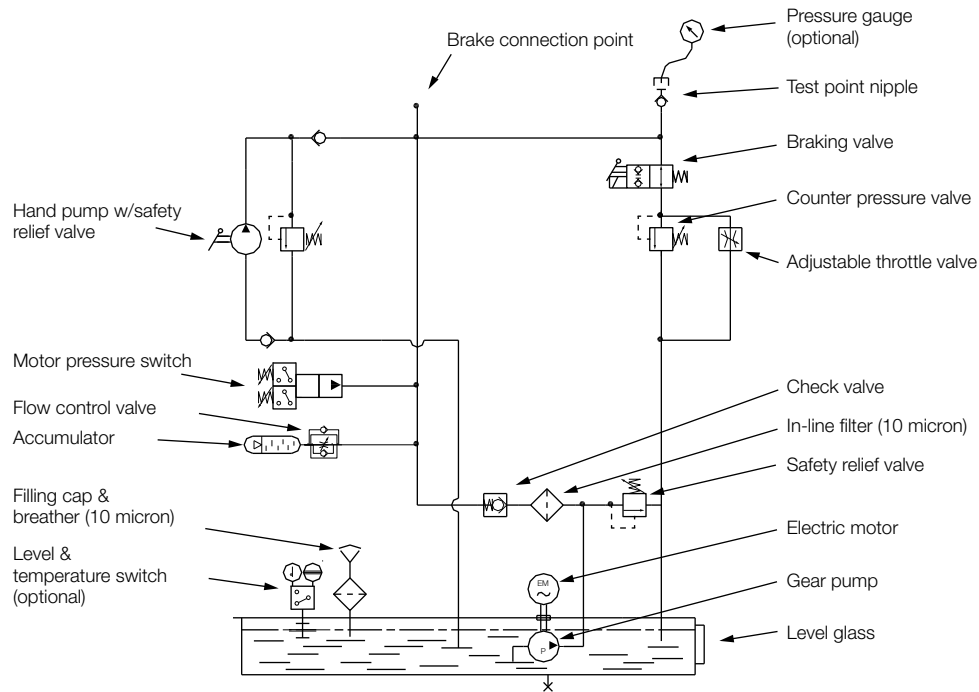 Pressure gauge
(optional)
Brake connection point
Test point nipple
Braking valve
Counter pressure valve
Hand pump w/safety
relief valve
Adjustable throttle valve
Motor pressure switch
Check valve
Flow control valve
In-line filter (10 micron)
Accumulator
Safety relief valve
Filling cap &
breather (10 micron)
Electric motor
Level &
temperature switch
(optional)
EM
Gear pump
Level glass
P